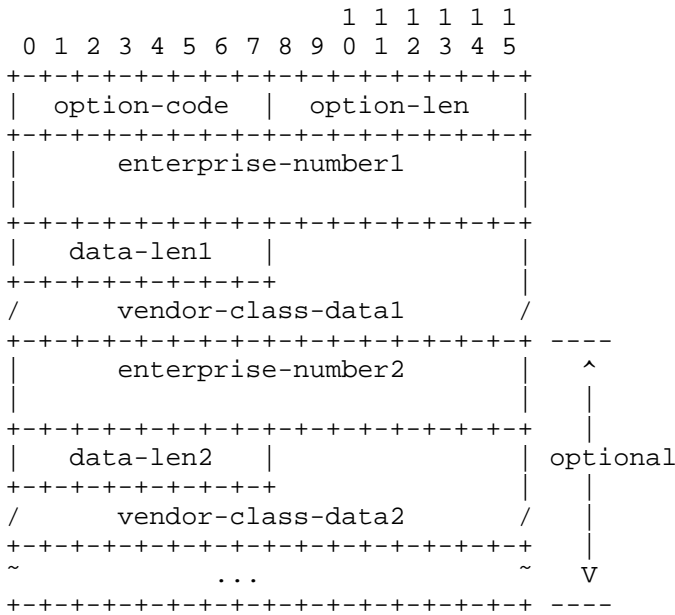 1 1 1 1 1 1
 0 1 2 3 4 5 6 7 8 9 0 1 2 3 4 5
+-+-+-+-+-+-+-+-+-+-+-+-+-+-+-+-+
|  option-code  |  option-len   |
+-+-+-+-+-+-+-+-+-+-+-+-+-+-+-+-+
|      enterprise-number1       |
|                               |
+-+-+-+-+-+-+-+-+-+-+-+-+-+-+-+-+
|   data-len1   |               |
+-+-+-+-+-+-+-+-+               |
/      vendor-class-data1       /
+-+-+-+-+-+-+-+-+-+-+-+-+-+-+-+-+ ----
|      enterprise-number2       |   ^
|                               |   |
+-+-+-+-+-+-+-+-+-+-+-+-+-+-+-+-+   |
|   data-len2   |               | optional
+-+-+-+-+-+-+-+-+               |   |
/      vendor-class-data2       /   |
+-+-+-+-+-+-+-+-+-+-+-+-+-+-+-+-+   |
~            ...                ~   V
+-+-+-+-+-+-+-+-+-+-+-+-+-+-+-+-+ ----